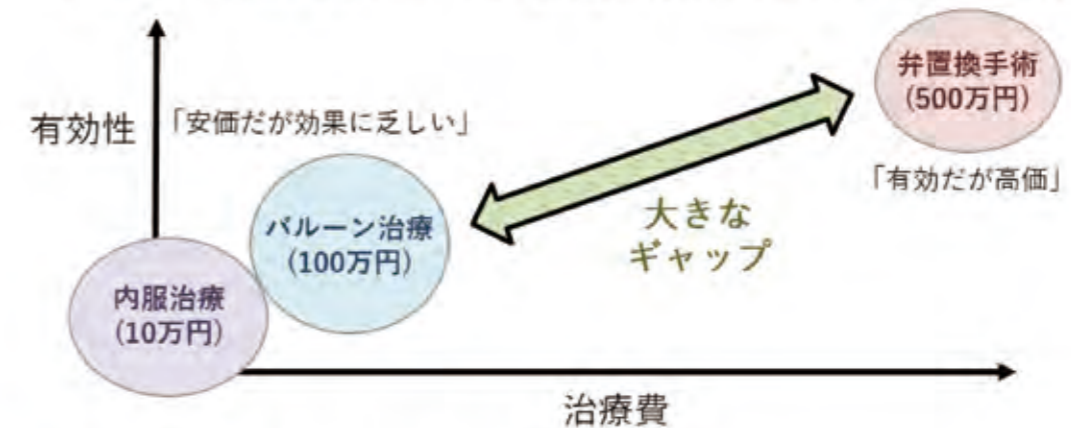 有効性
「安価だが効果に乏しい」
弁置換手術
(500万円)
「有効だが高価」
バルーン治療
(100万円)
大きな
ギャップ
内服治療
(10万円)
治療費